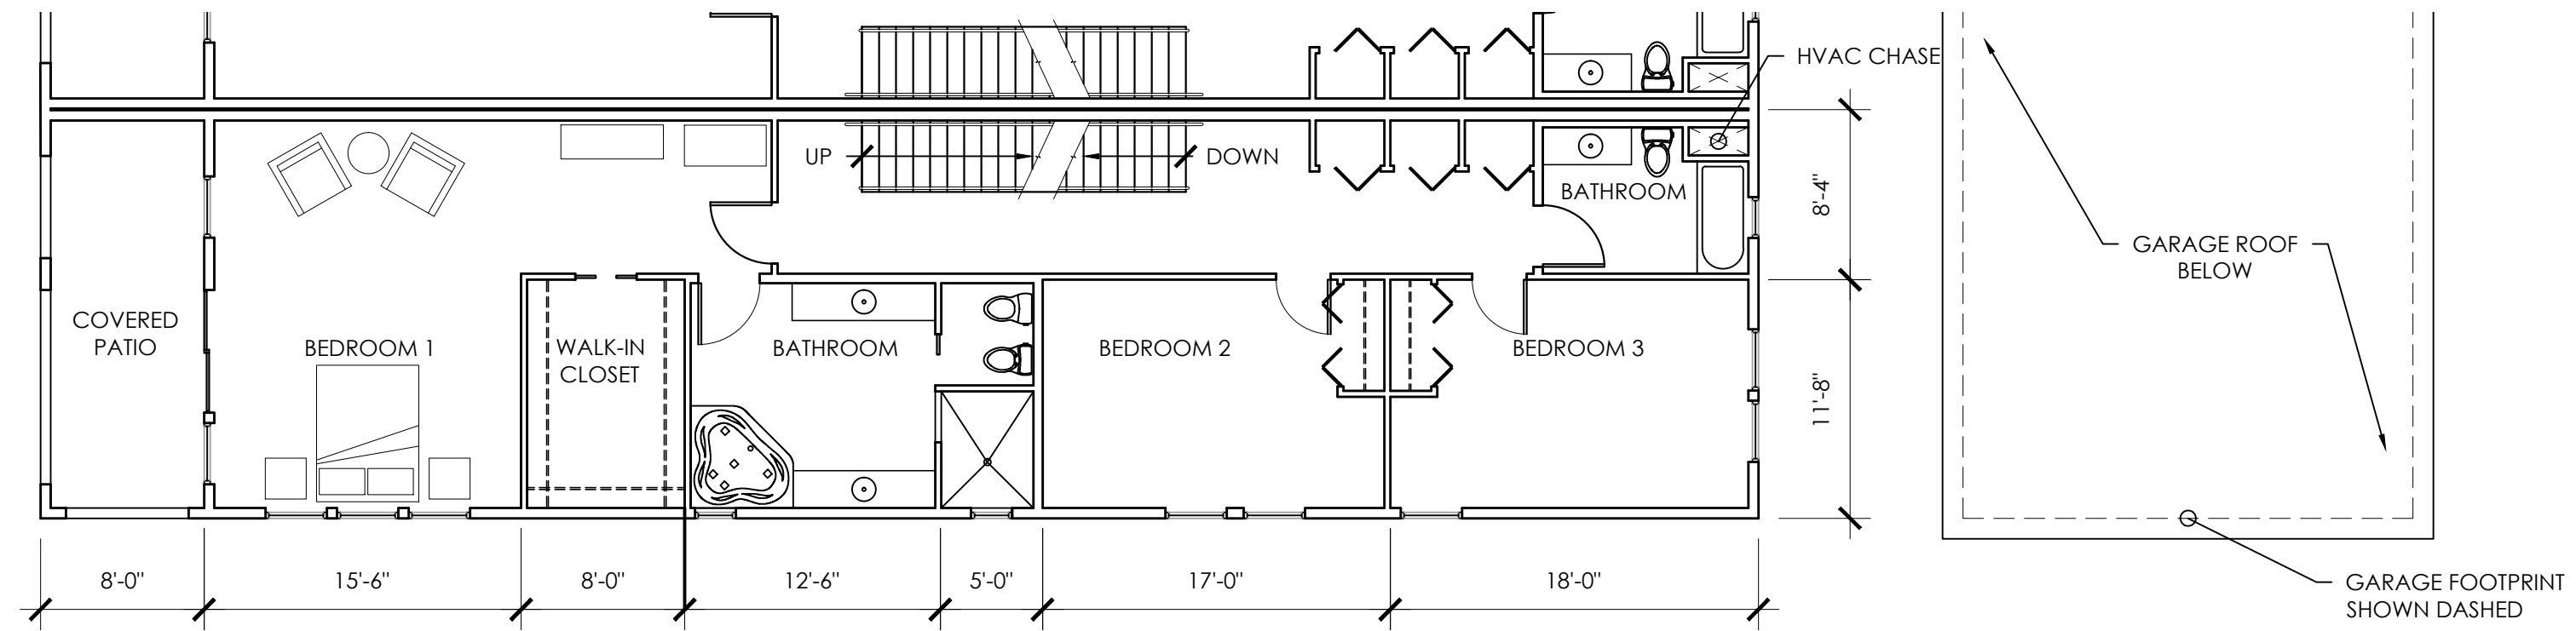 HVAC CHASE
UP
DOWN
BATHROOM
8'-4"
GARAGE ROOF
BELOW
COVERED
PATIO
BEDROOM 1
WALK-IN
CLOSET
BATHROOM
BEDROOM 2
BEDROOM 3
11'-8"
8'-0"
15'-6"
8'-0"
12'-6"
5'-0"
17'-0"
18'-0"
GARAGE FOOTPRINT
SHOWN DASHED